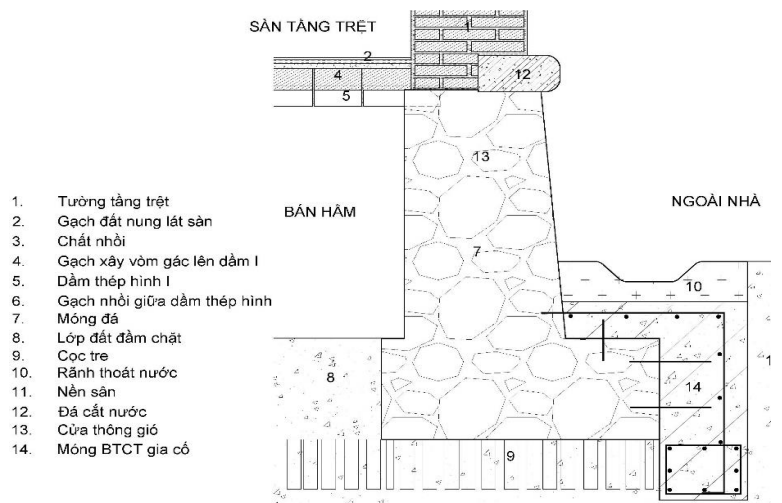 SÀN TẦNG TRỆT
1
2
4
5
12
13
BÁN HẦM
NGOÀI NHÀ
7
10
8
14
9
1
1. Tường tầng trệt
2. Gạch đất nung lát sàn
3. Chất nhồi
4. Gạch xây vòm gác lên dầm I
5. Dầm thép hình I
6. Gạch nhồi giữa dầm thép hình
7. Móng đá
8. Lớp đất đầm chặt
9. Cọc tre
10. Rãnh thoát nước
11. Nền sân
12. Đá cắt nước
13. Cửa thông gió
14. Móng BTCT gia cố